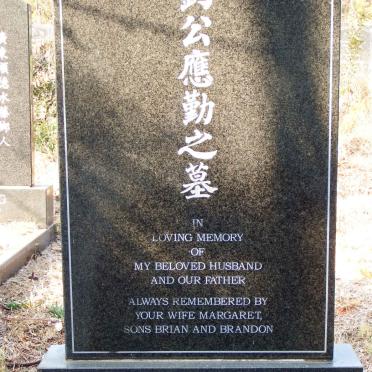 公應勤之墓
IN
LOVING MEMORY
OF
MY BELOVED HUSBAND
AND OUR FATHER
ALWAYS REMEMBERED BY
YOUR WIFE MARGARET,
SONS BRIAN AND BRANDON